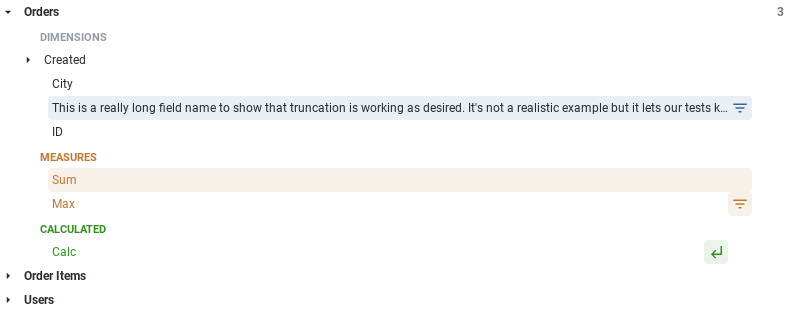 Orders 3
DIMENSIONS
Created
City
This is a really long field name to show that truncation is working as desired. It's not a realistic example but it lets our tests k...
ID
MEASURES
Sum
Max
CALCULATED
Calc
Order Items
Users